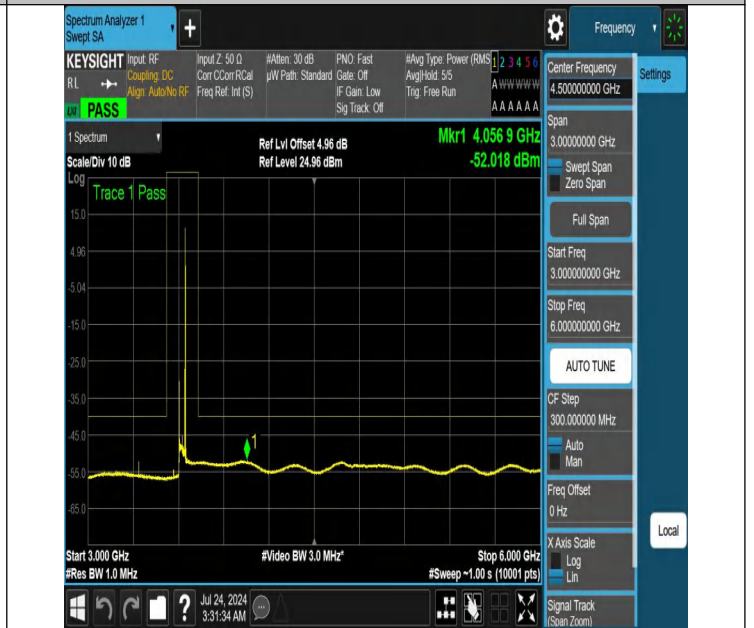 Spectrum Analyzer 1
Swept SA
+
Frequency
KEYSIGHT
RL
PASS
Input: RF
Coupling: DC
Align: Auto/No RF
Input Z: 50 Ω
Corr CCorr RCal
Freq Ref: Int (S)
#Atten: 30 dB
µW Path: Standard
PNO: Fast
Gate: Off
IF Gain: Low
Sig Track: Off
#Avg Type: Power (RMS
Avg|Hold: 5/5
Trig: Free Run
1 2 3 4 5 6
A W W W W W
A A A A A A
Center Frequency
4.500000000 GHz
Settings
Span
3.00000000 GHz
Swept Span
Zero Span
Full Span
Start Freq
3.000000000 GHz
Stop Freq
6.000000000 GHz
AUTO TUNE
CF Step
300.000000 MHz
Auto
Man
Freq Offset
0 Hz
X Axis Scale
Log
Lin
Signal Track
(Span Zoom)
Local
1 Spectrum
Scale/Div 10 dB
Ref Lvl Offset 4.96 dB
Ref Level 24.96 dBm
Mkr1 4.056 9 GHz
-52.018 dBm
Log
Trace 1 Pass
15.0
4.96
-5.04
-15.0
-25.0
-35.0
-45.0
-55.0
-65.0
1
Start 3.000 GHz
#Res BW 1.0 MHz
#Video BW 3.0 MHz*
Stop 6.000 GHz
#Sweep ~1.00 s (10001 pts)
?
Jul 24, 2024
3:31:34 AM